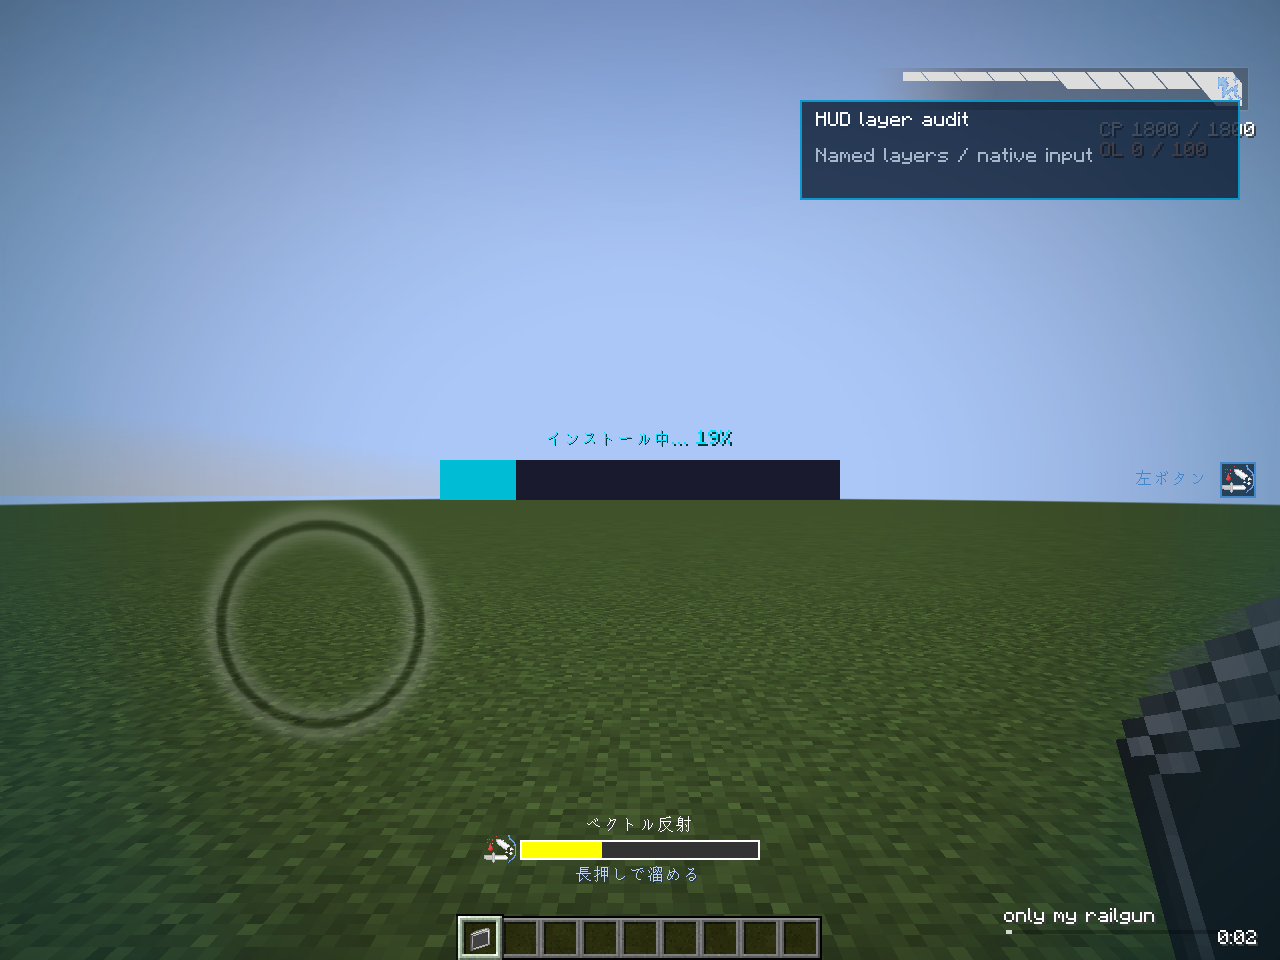 HUD layer audit
CP 1800 / 1800
Named layers / native input
OL 0 / 100
インストール中... 19%
左ボタン
ベクトル反射
長押しで溜める
only my railgun
0:02